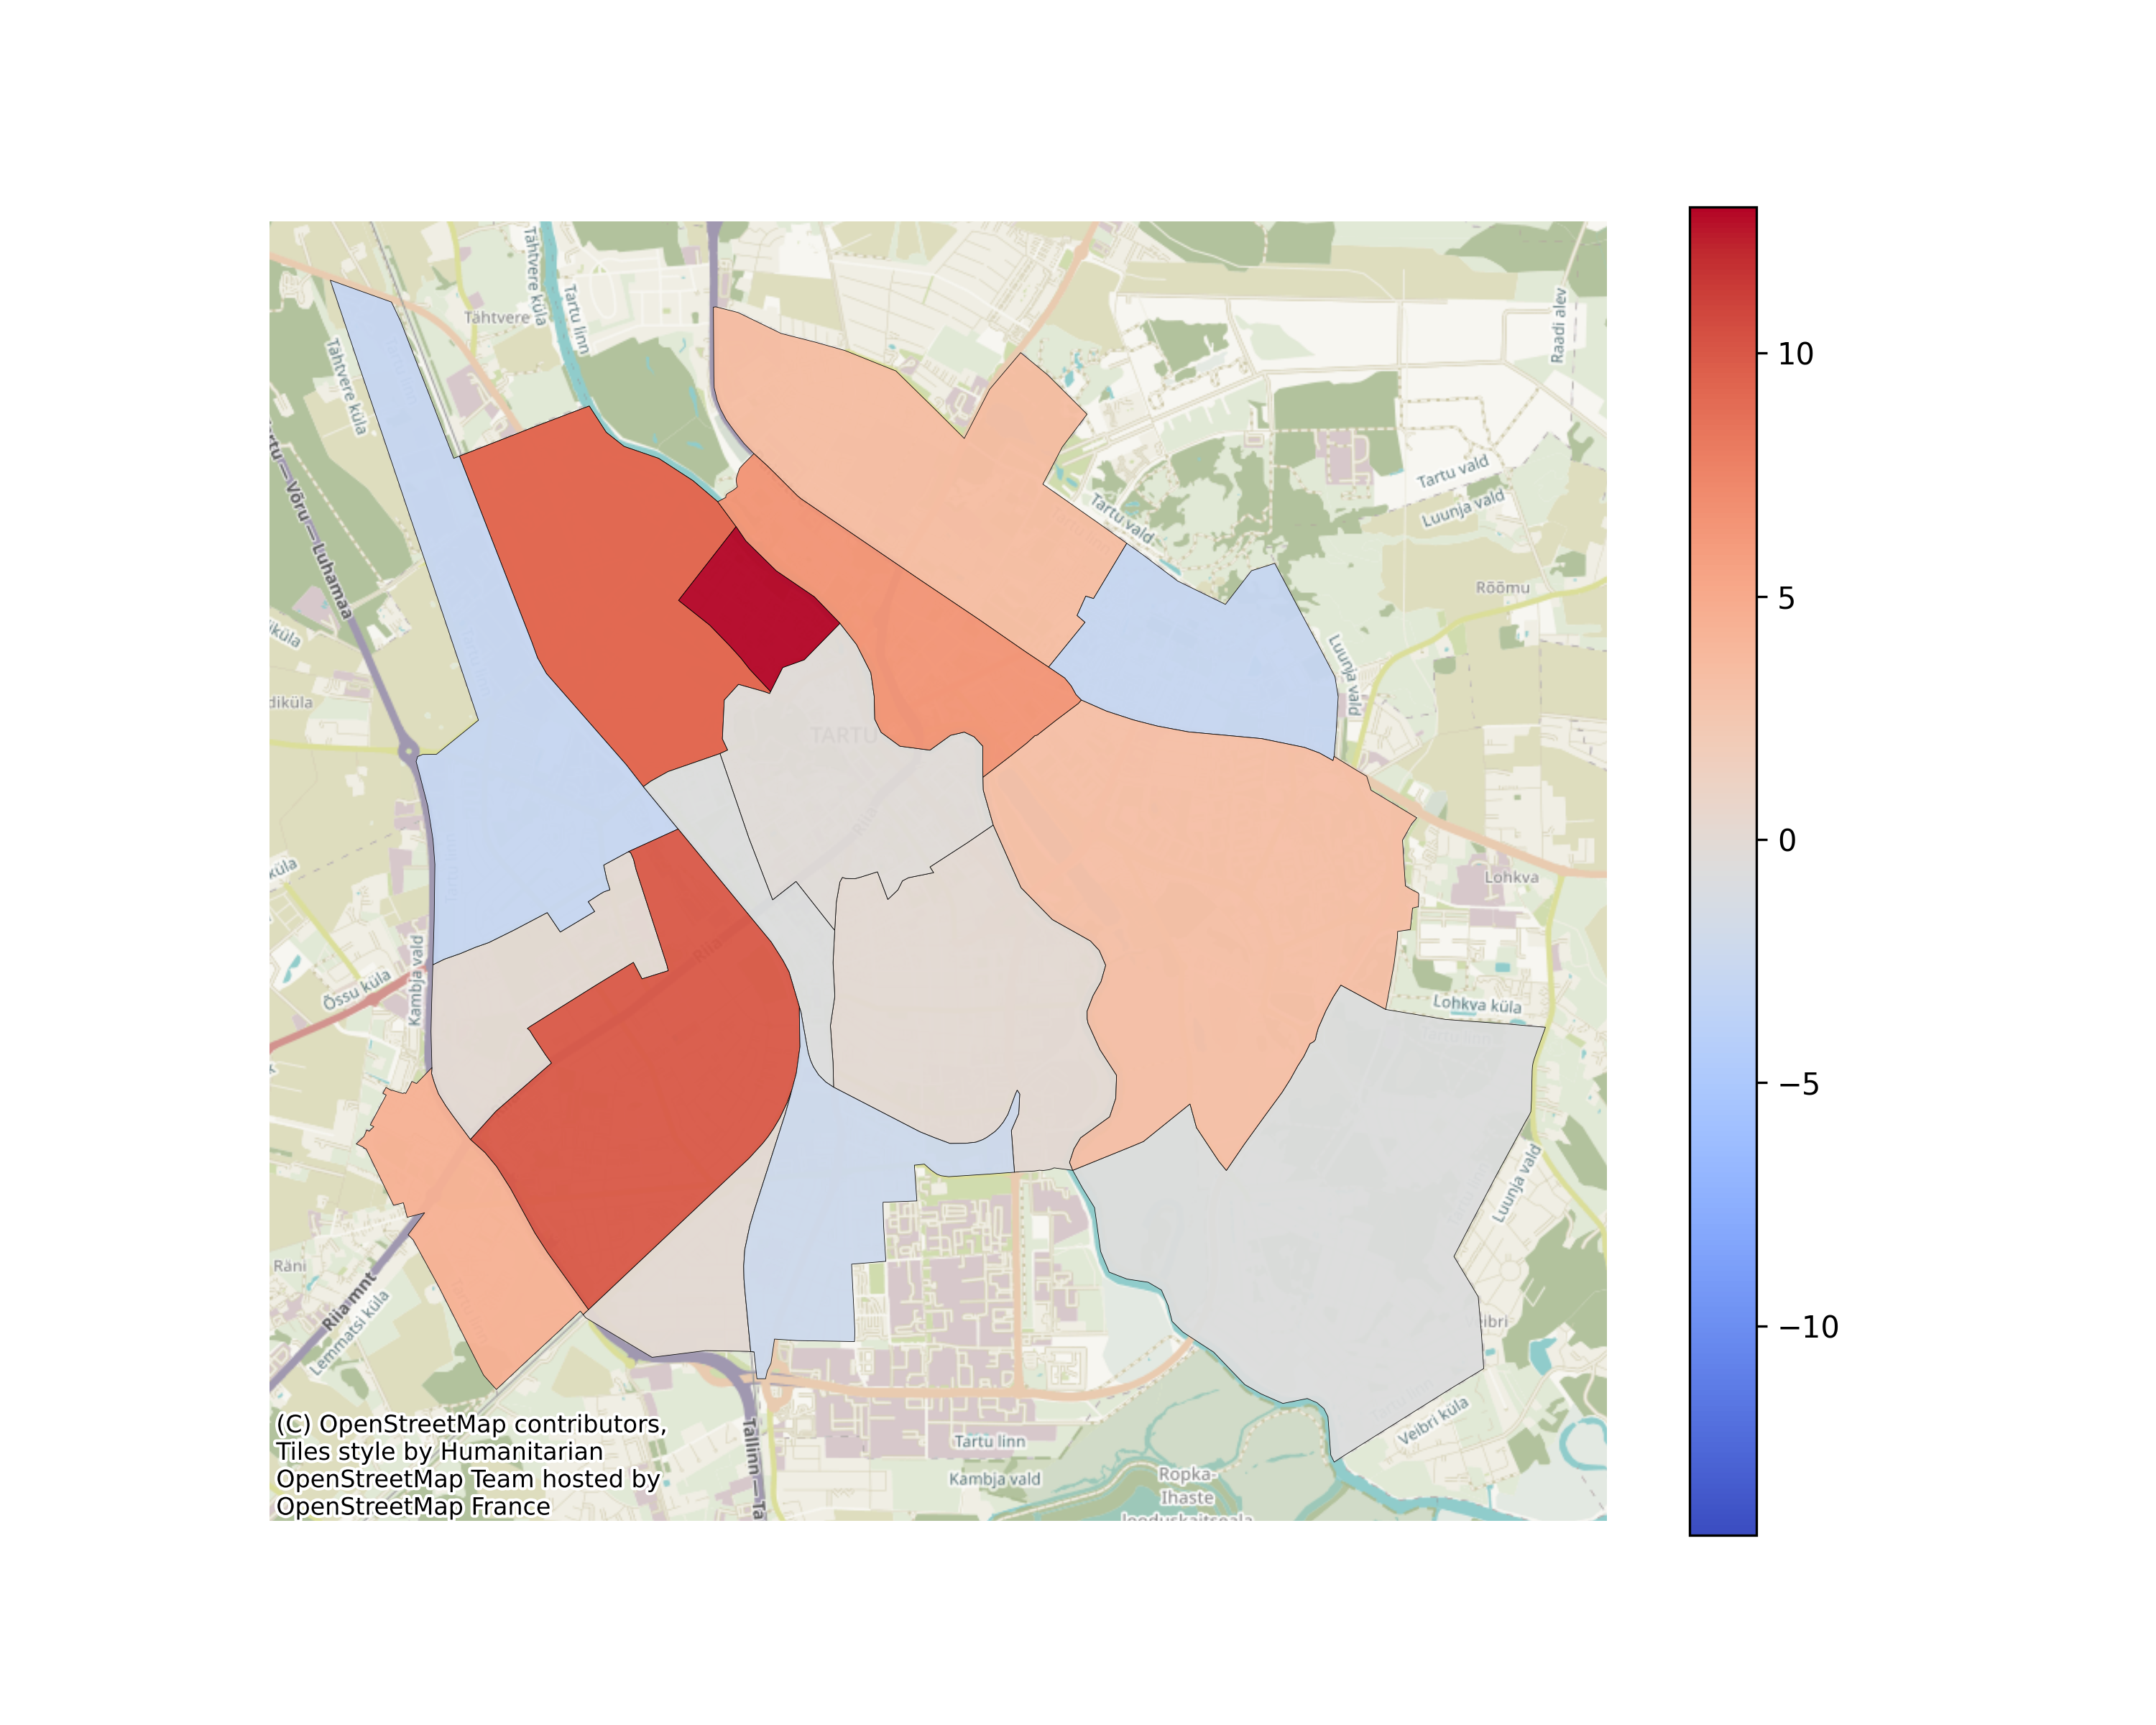 Tähtvere
Tähtvere küla
Tartu linn
Tähtvere küla
Raadi alev
Tartu vald
Luunja vald
Tartu vald
Rõõmu
Võru — Luhamaa
Luunja vald
TARTU
Riia
Riia
Lohkva
Kambja vald
Õssu küla
Lohkva küla
Luunja vald
Räni
Riia mnt
Lemmatsi küla
Veibri küla
Tartu linn
Kambja vald
Ropka-
Ihaste
Tallinn — Ta
(C) OpenStreetMap contributors,
Tiles style by Humanitarian
OpenStreetMap Team hosted by
OpenStreetMap France
10
5
0
−5
−10